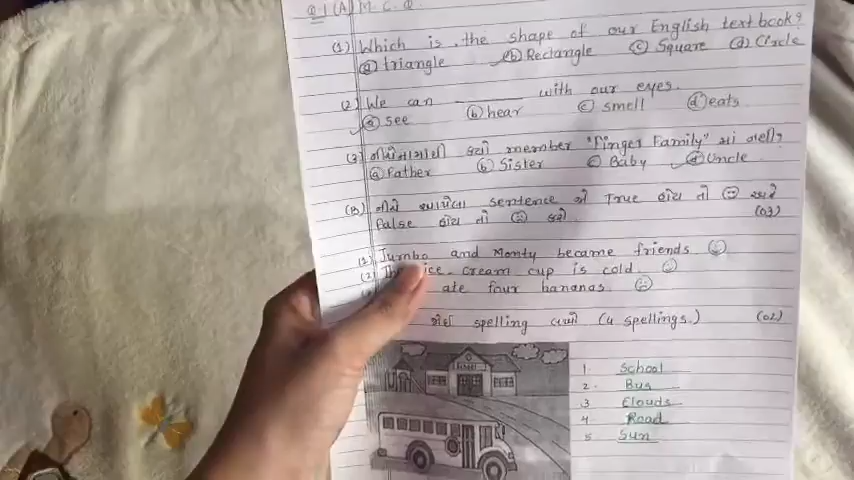 Q 1 (A) M. C. Q.
(1) Which is the shape of our English textbook?
(a) triangle (b) Rectangle (c) Square (d) Circle
(2) We can ______ with our eyes.
(a) see (b) hear (c) smell (d) eats
(3) નીચેનામાંથી કયો member "Finger Family" માં નથી?
(a) Father (b) Sister (c) Baby (d) Uncle
(B) નીચે આપેલા sentence એ True હોય તો ☺ અને
False હોય તો ☹ કરો. (03)
(1) Jumbo and Monty became friends ☺
(2) The ice-cream cup is cold. ☺
ate four bananas ☹
જોઈ spelling લખો (4 spellings.) (02)
1. School
2. Bus
3 Clouds
4 Road
5 Sun